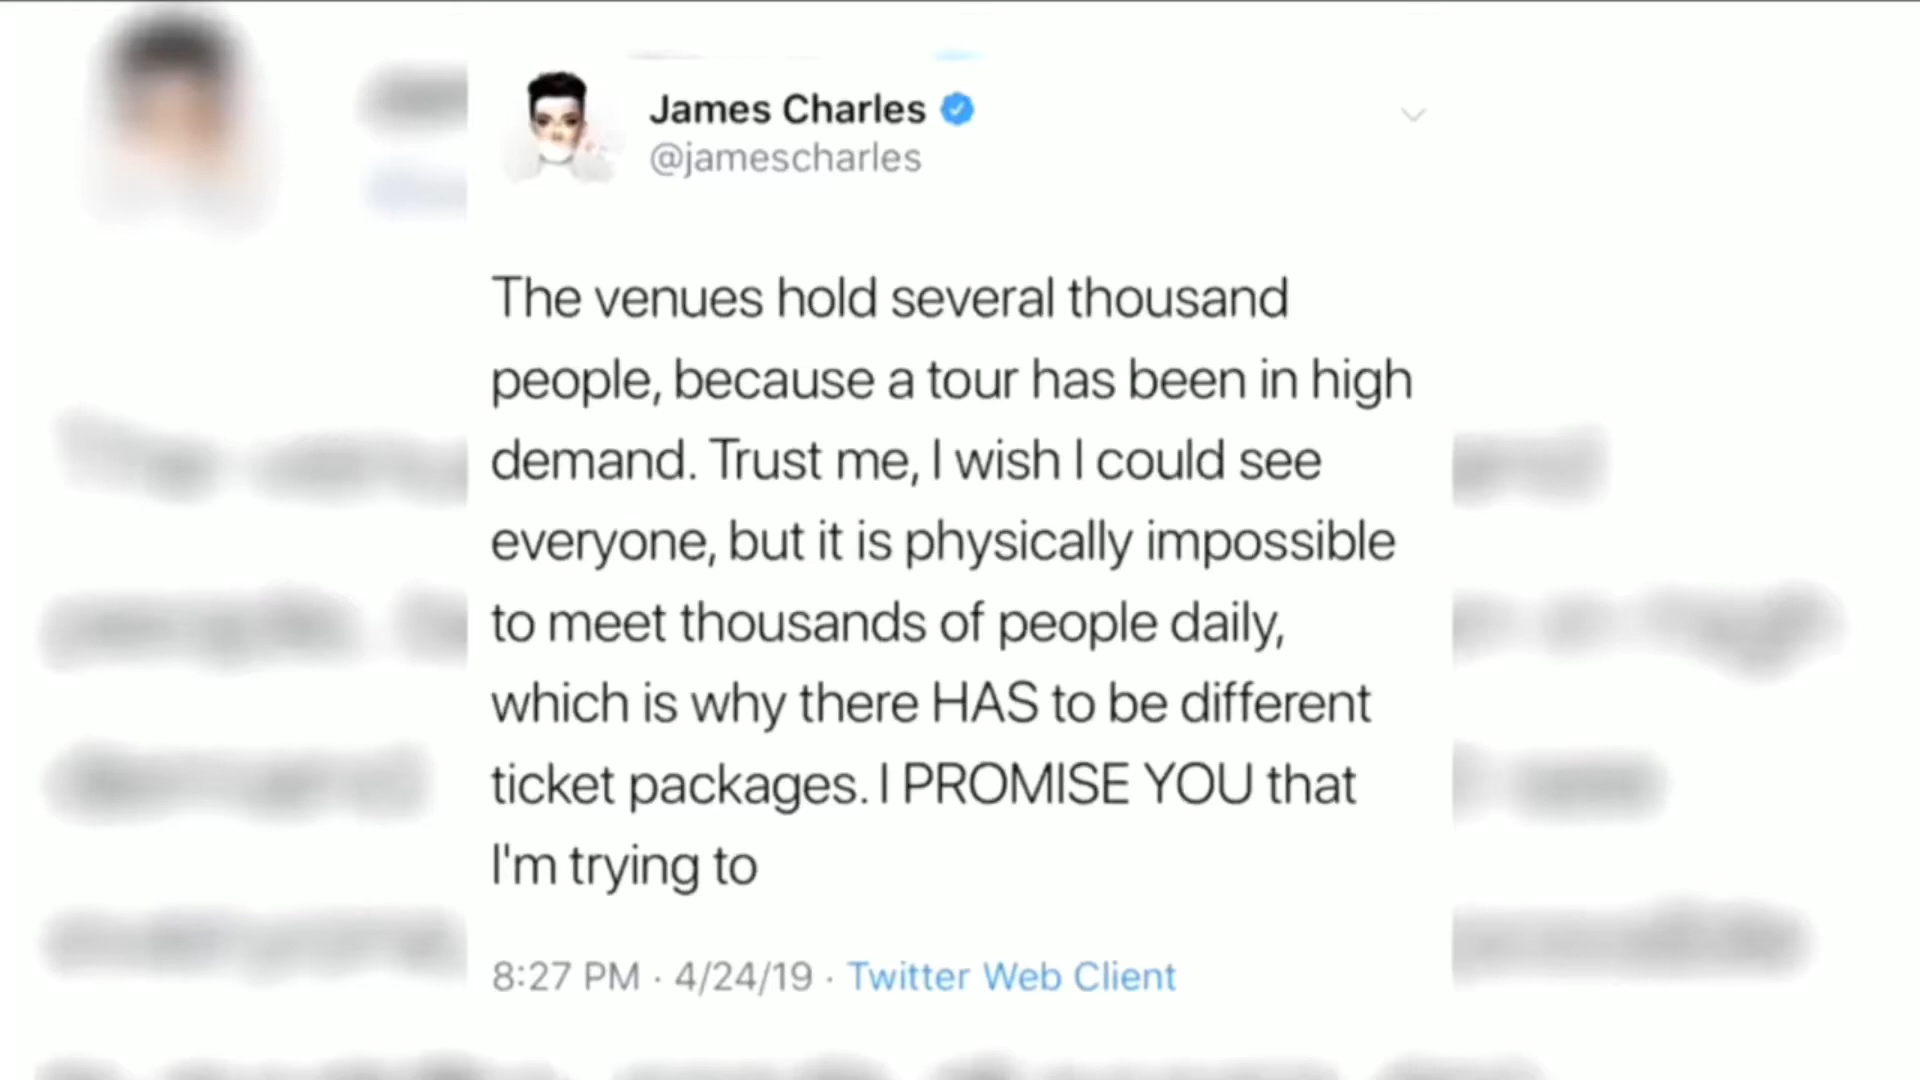 James Charles
@jamescharles
The venues hold several thousand
people, because a tour has been in high
demand. Trust me, I wish I could see
everyone, but it is physically impossible
to meet thousands of people daily,
which is why there HAS to be different
ticket packages. I PROMISE YOU that
I'm trying to
8:27 PM · 4/24/19 · Twitter Web Client